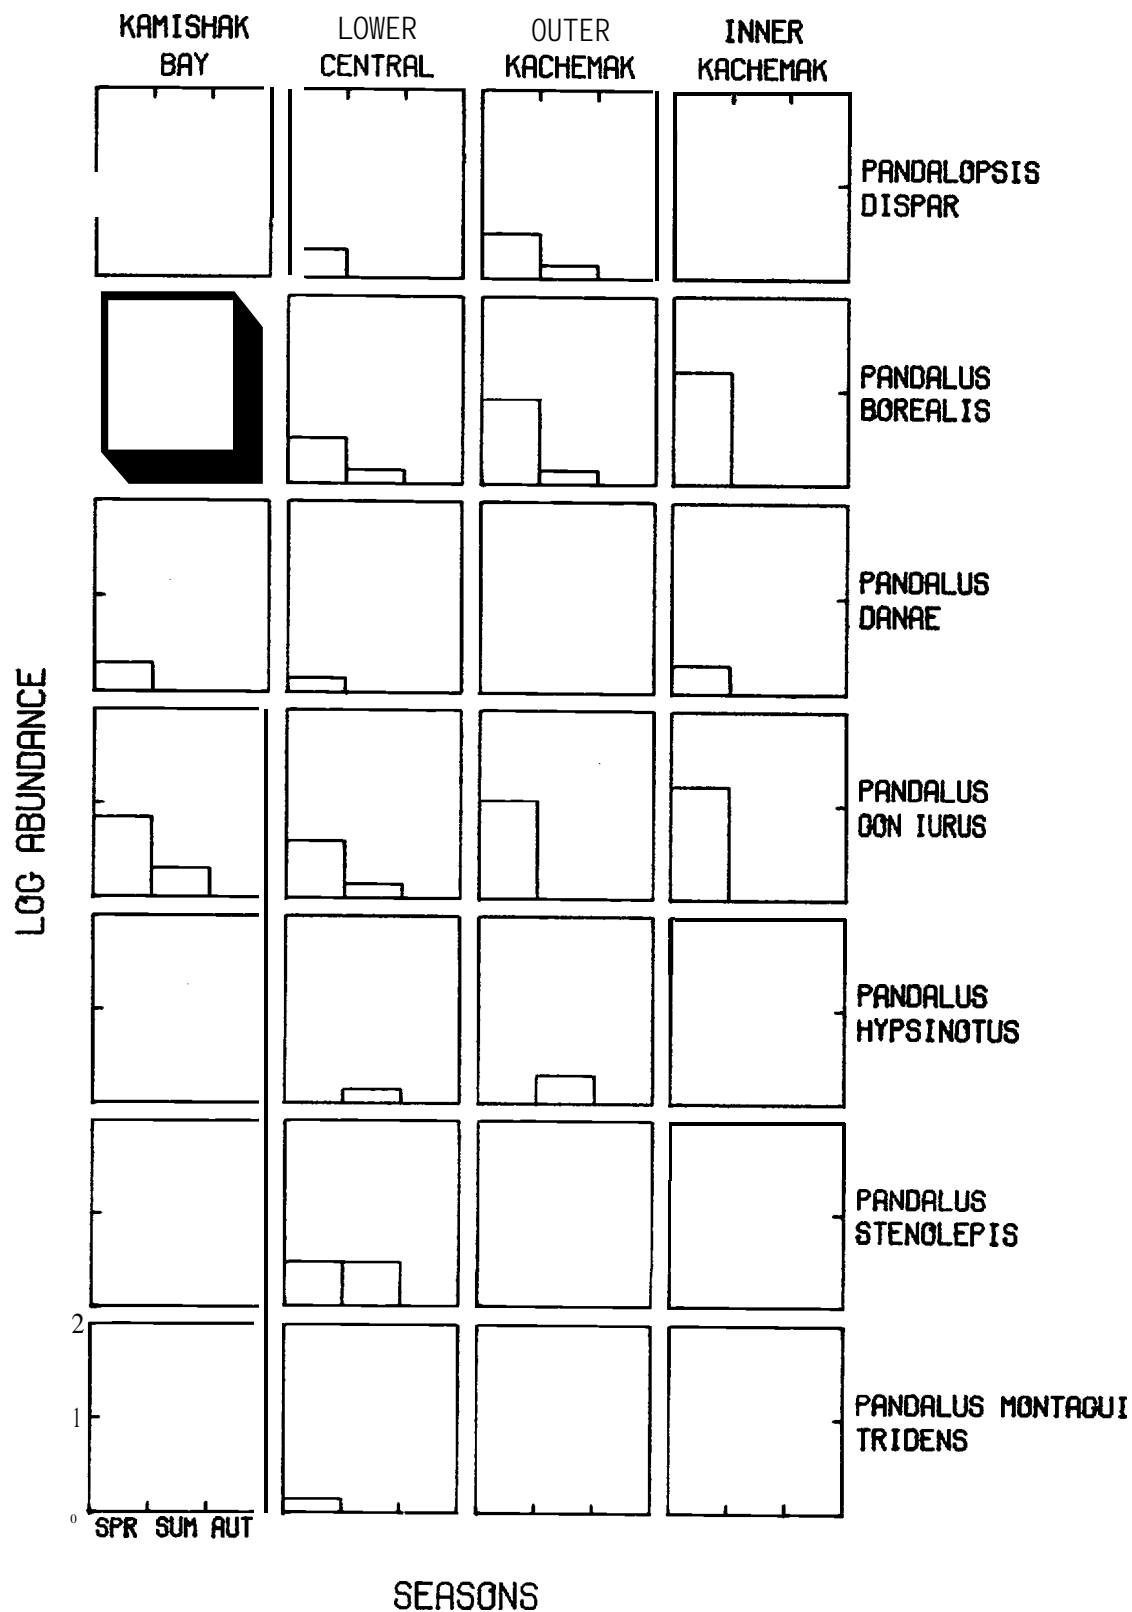 KAMISHAK BAY
LOWER CENTRAL
OUTER KACHEMAK
INNER KACHEMAK
PANDALOPSIS
DISPAR
PANDALUS
BOREALIS
PANDALUS
DANAE
LOG ABUNDANCE
PANDALUS
GON IURUS
PANDALUS
HYPSINOTUS
PANDALUS
STENOLEPIS
2
1
0
PANDALUS MONTAGUI
TRIDENS
SPR SUM AUT
SEASONS